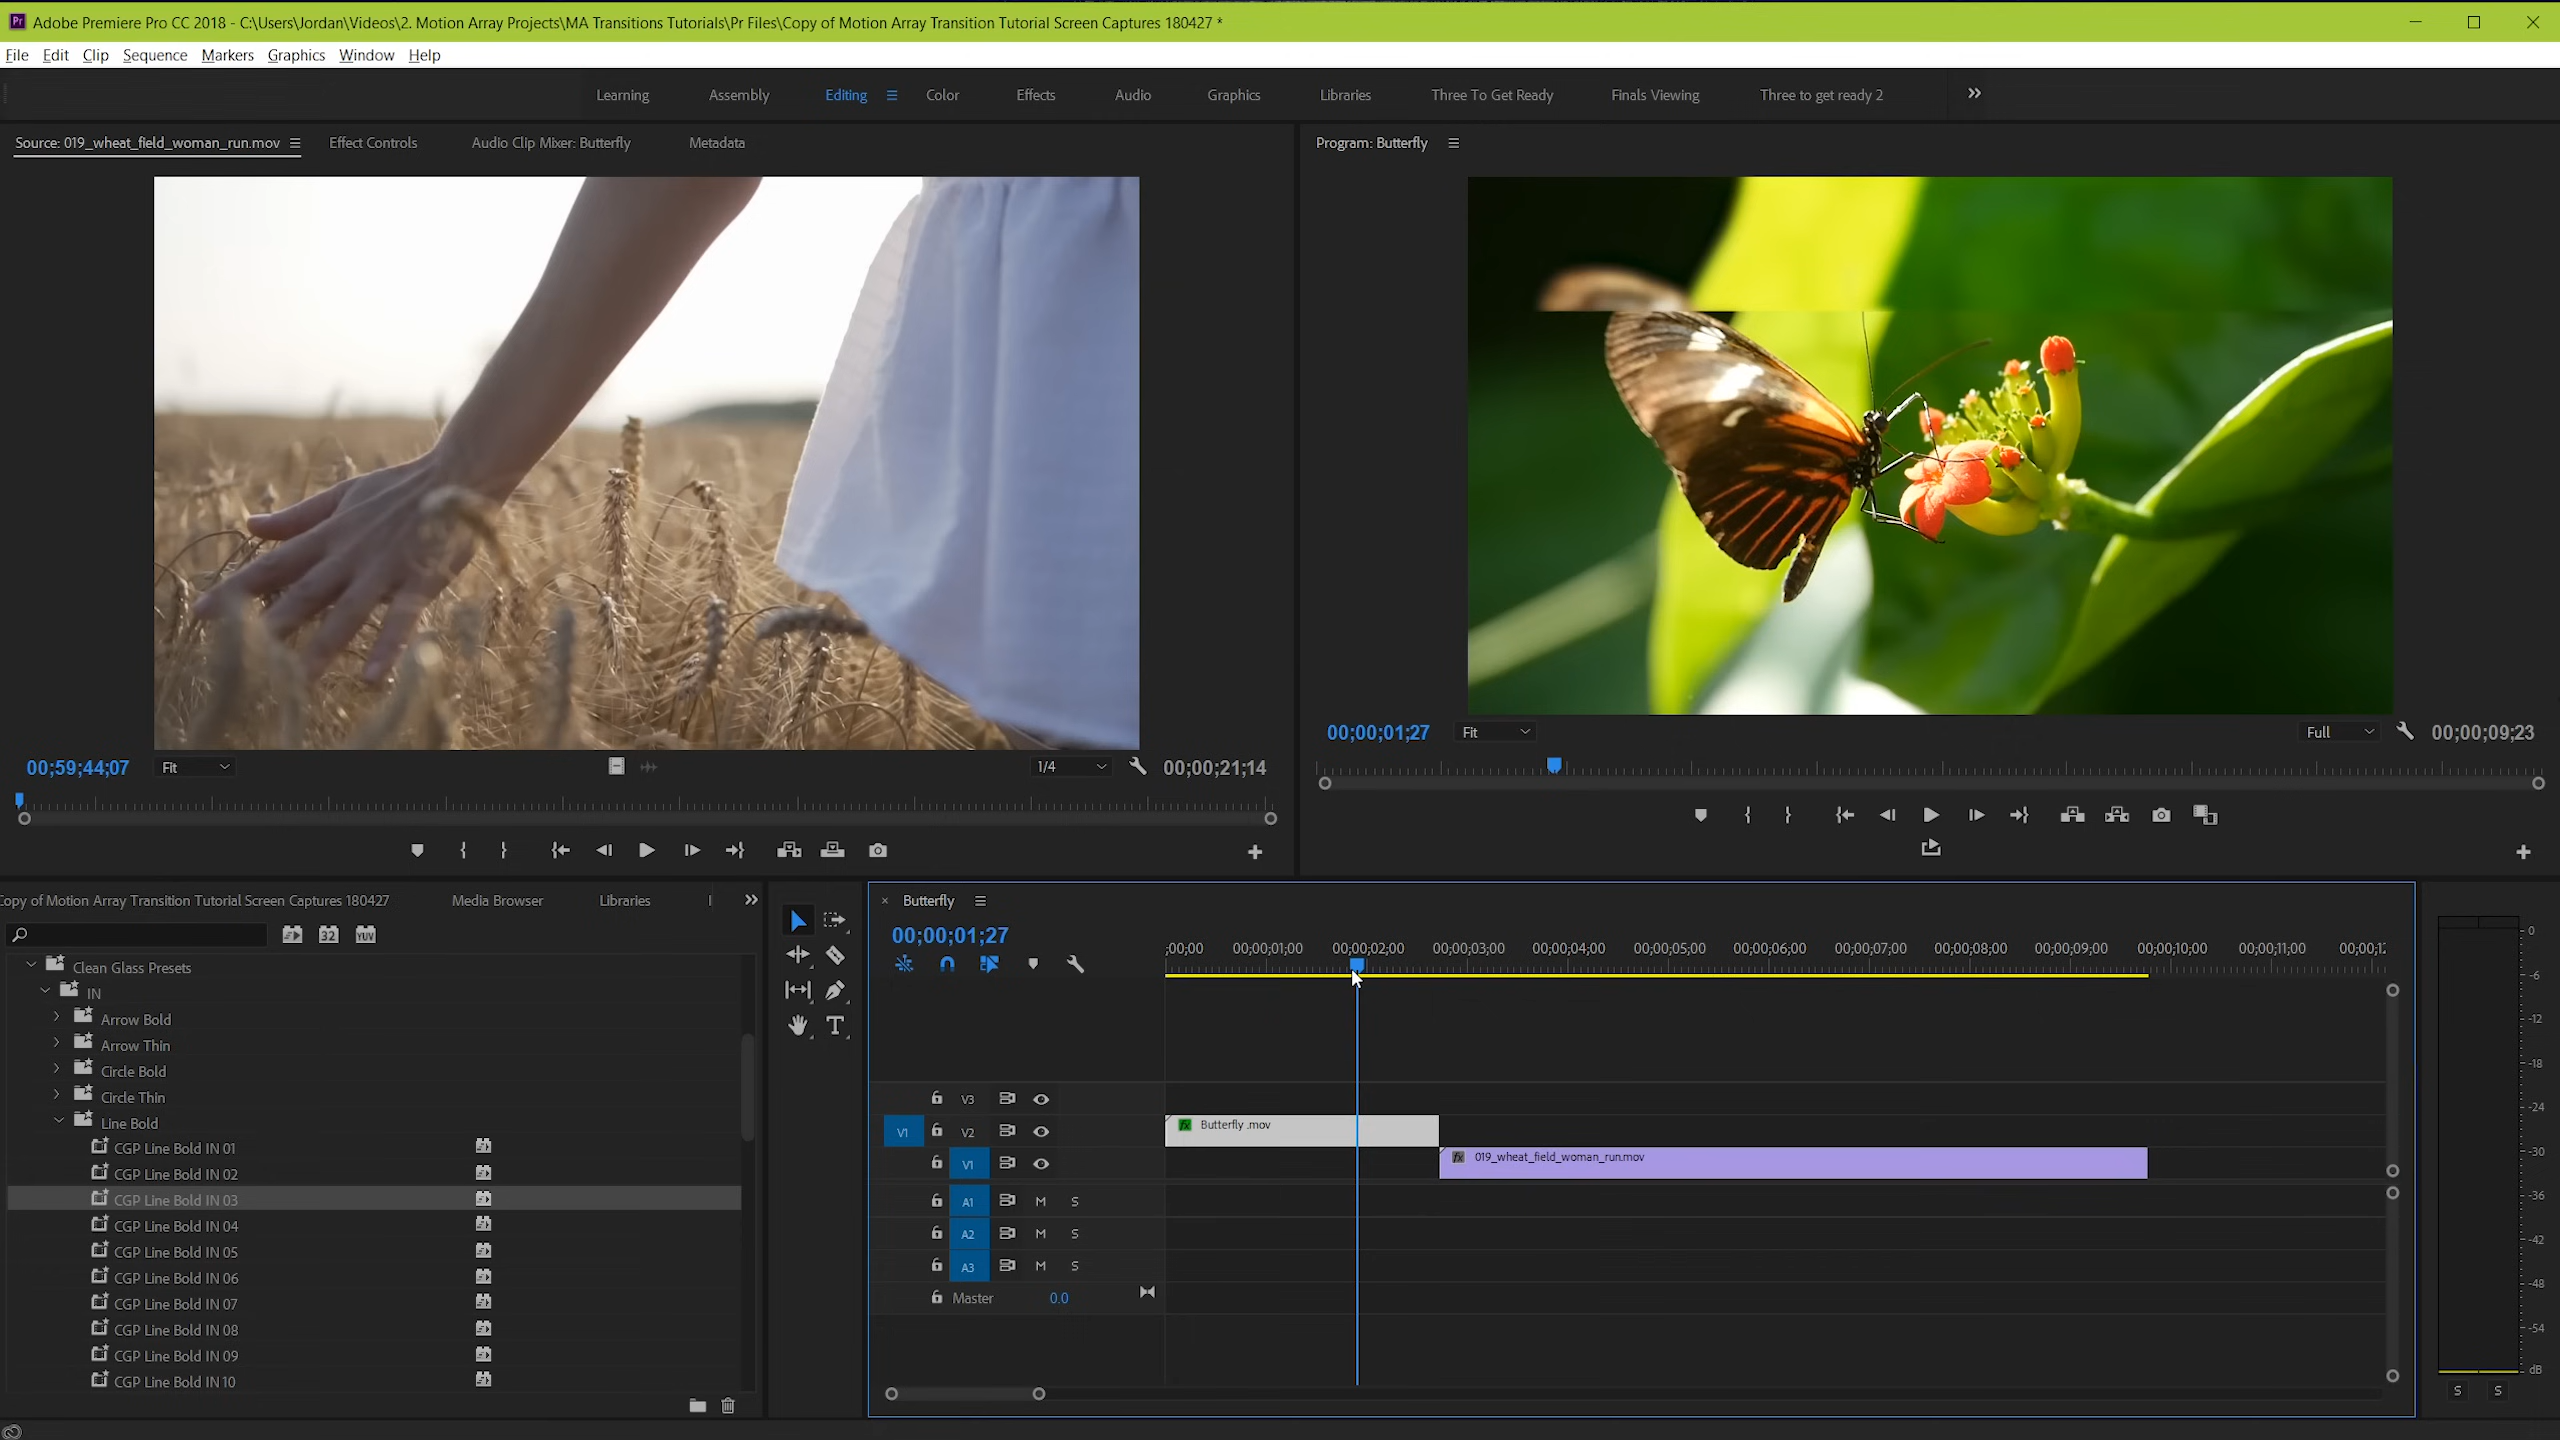 Pr Adobe Premiere Pro CC 2018 - C:\Users\Jordan\Videos\2. Motion Array Projects\MA Transitions Tutorials\Pr Files\Copy of Motion Array Transition Tutorial Screen Captures 180427 *
File Edit Clip Sequence Markers Graphics Window Help
Learning Assembly Editing Color Effects Audio Graphics Libraries Three To Get Ready Finals Viewing Three to get ready 2
Source: 019_wheat_field_woman_run.mov Effect Controls Audio Clip Mixer: Butterfly Metadata
Program: Butterfly
00;00;01;27 Fit Full 00;00;09;23
00;59;44;07 Fit 1/4 00;00;21;14
Copy of Motion Array Transition Tutorial Screen Captures 180427 Media Browser Libraries
32 YUV
Clean Glass Presets
IN
Arrow Bold
Arrow Thin
Circle Bold
Circle Thin
Line Bold
CGP Line Bold IN 01
CGP Line Bold IN 02
CGP Line Bold IN 03
CGP Line Bold IN 04
CGP Line Bold IN 05
CGP Line Bold IN 06
CGP Line Bold IN 07
CGP Line Bold IN 08
CGP Line Bold IN 09
CGP Line Bold IN 10
Butterfly
00;00;01;27
;00;00 00;00;01;00 00;00;02;00 00;00;03;00 00;00;04;00 00;00;05;00 00;00;06;00 00;00;07;00 00;00;08;00 00;00;09;00 00;00;10;00 00;00;11;00 00;00;12
V3
V1 V2 fx Butterfly .mov
V1 fx 019_wheat_field_woman_run.mov
A1 M S
A2 M S
A3 M S
Master 0.0
0
-6
-12
-18
-24
-30
-36
-42
-48
-54
dB
S S